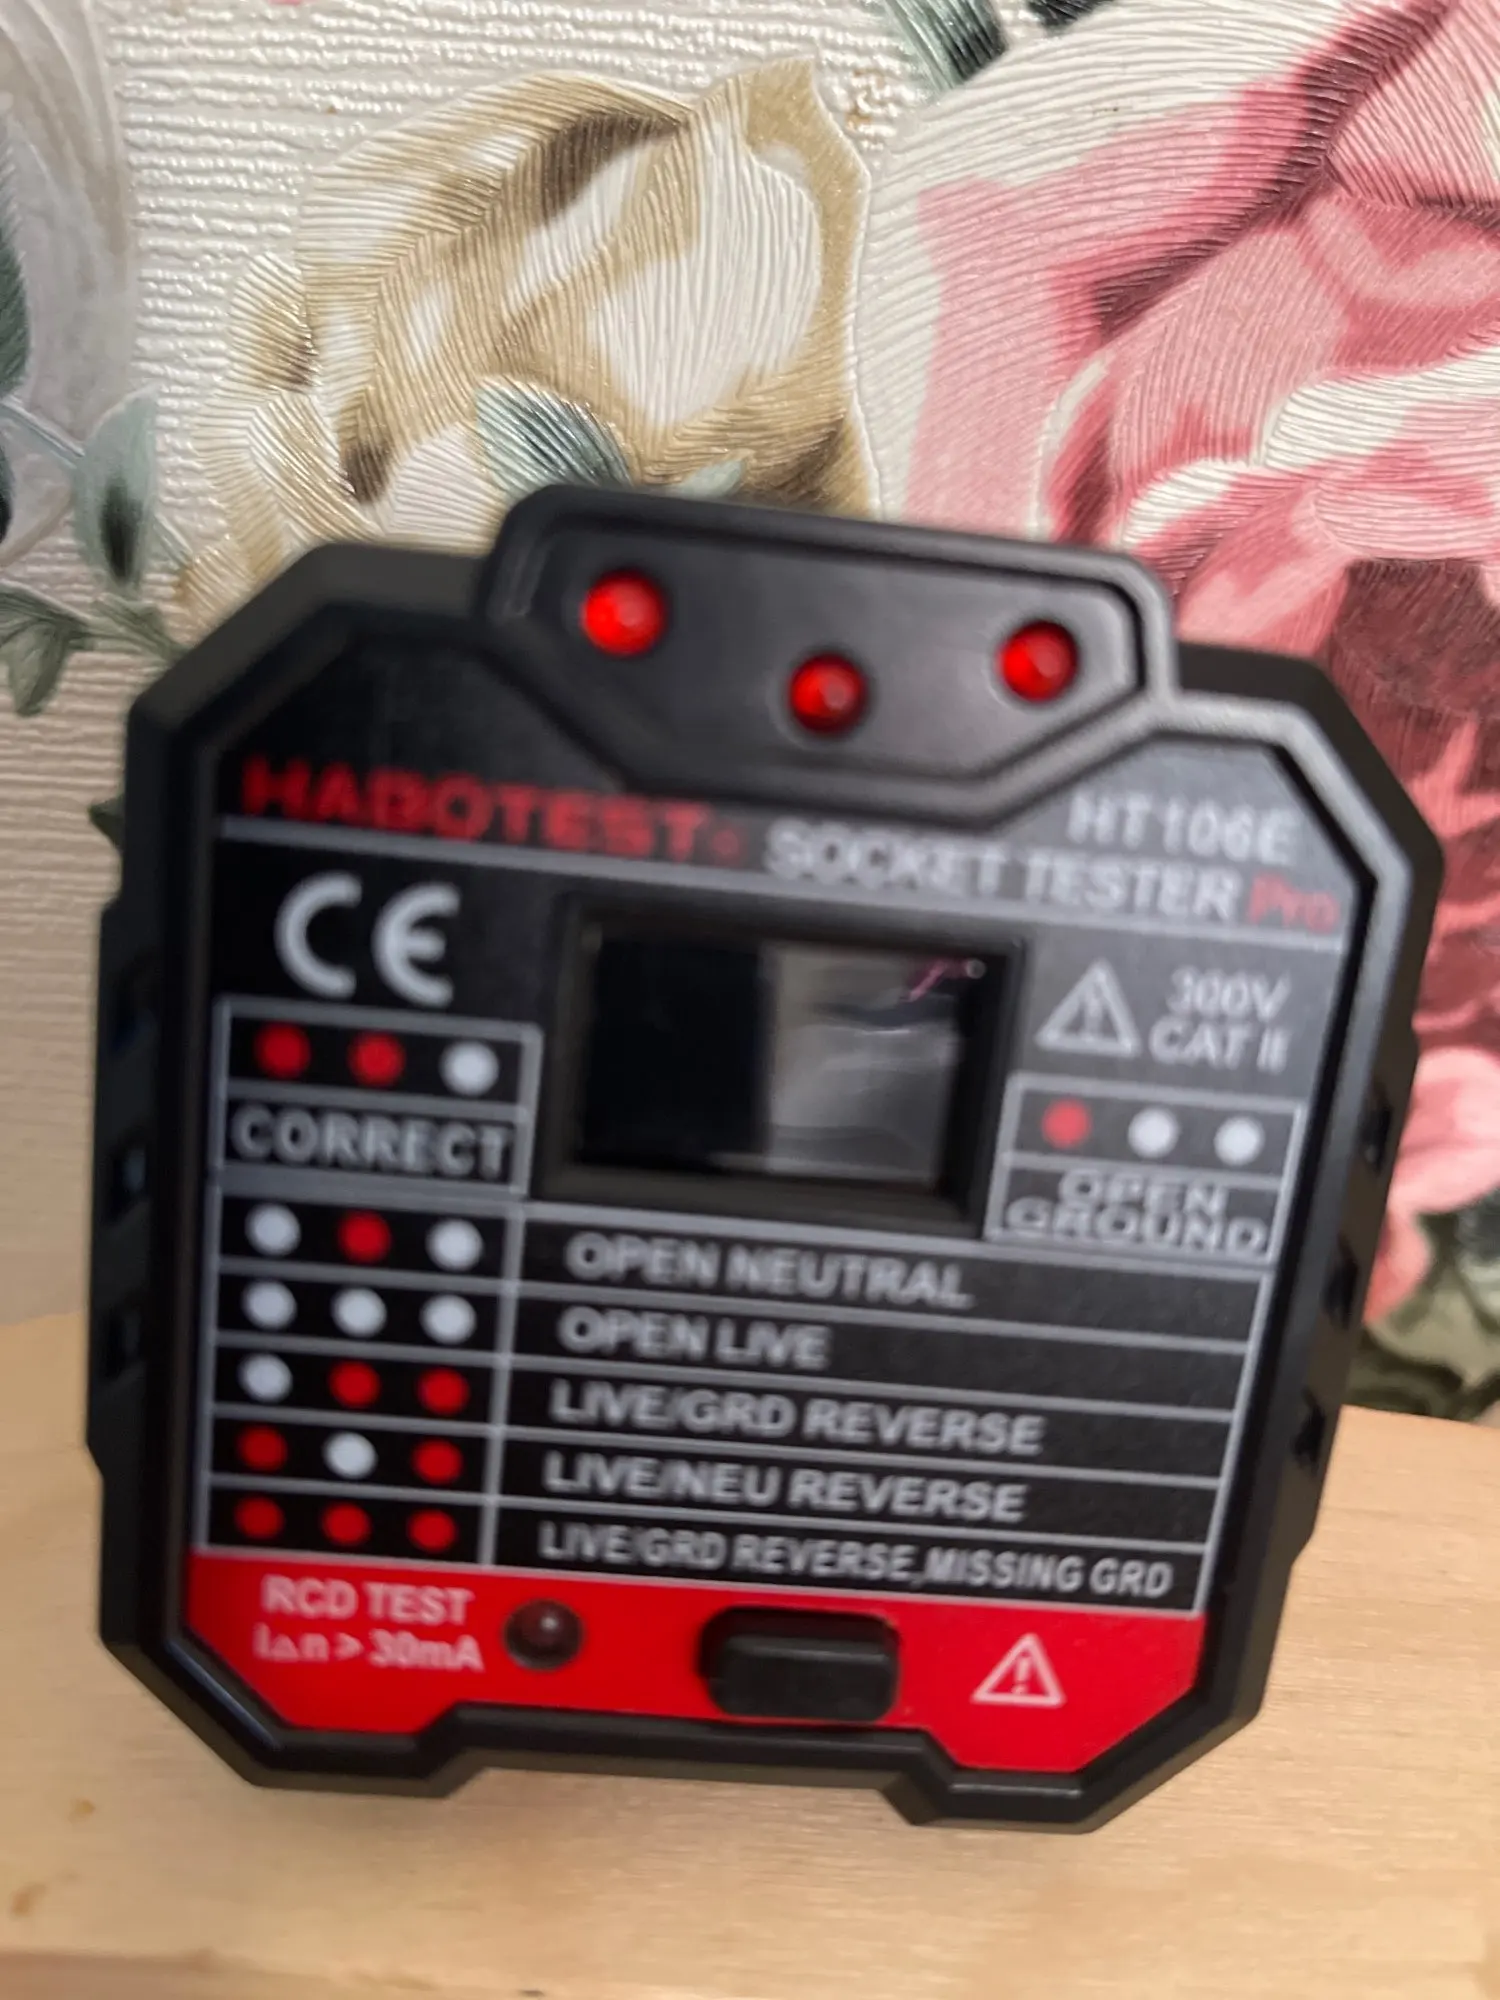 HABOTEST
HT106E
SOCKET TESTER Pro
CE
300V
CAT II
CORRECT
OPEN
GROUND
OPEN NEUTRAL
OPEN LIVE
LIVE/GRD REVERSE
LIVE/NEU REVERSE
LIVE/GRD REVERSE,MISSING GRD
RCD TEST
I△n > 30mA